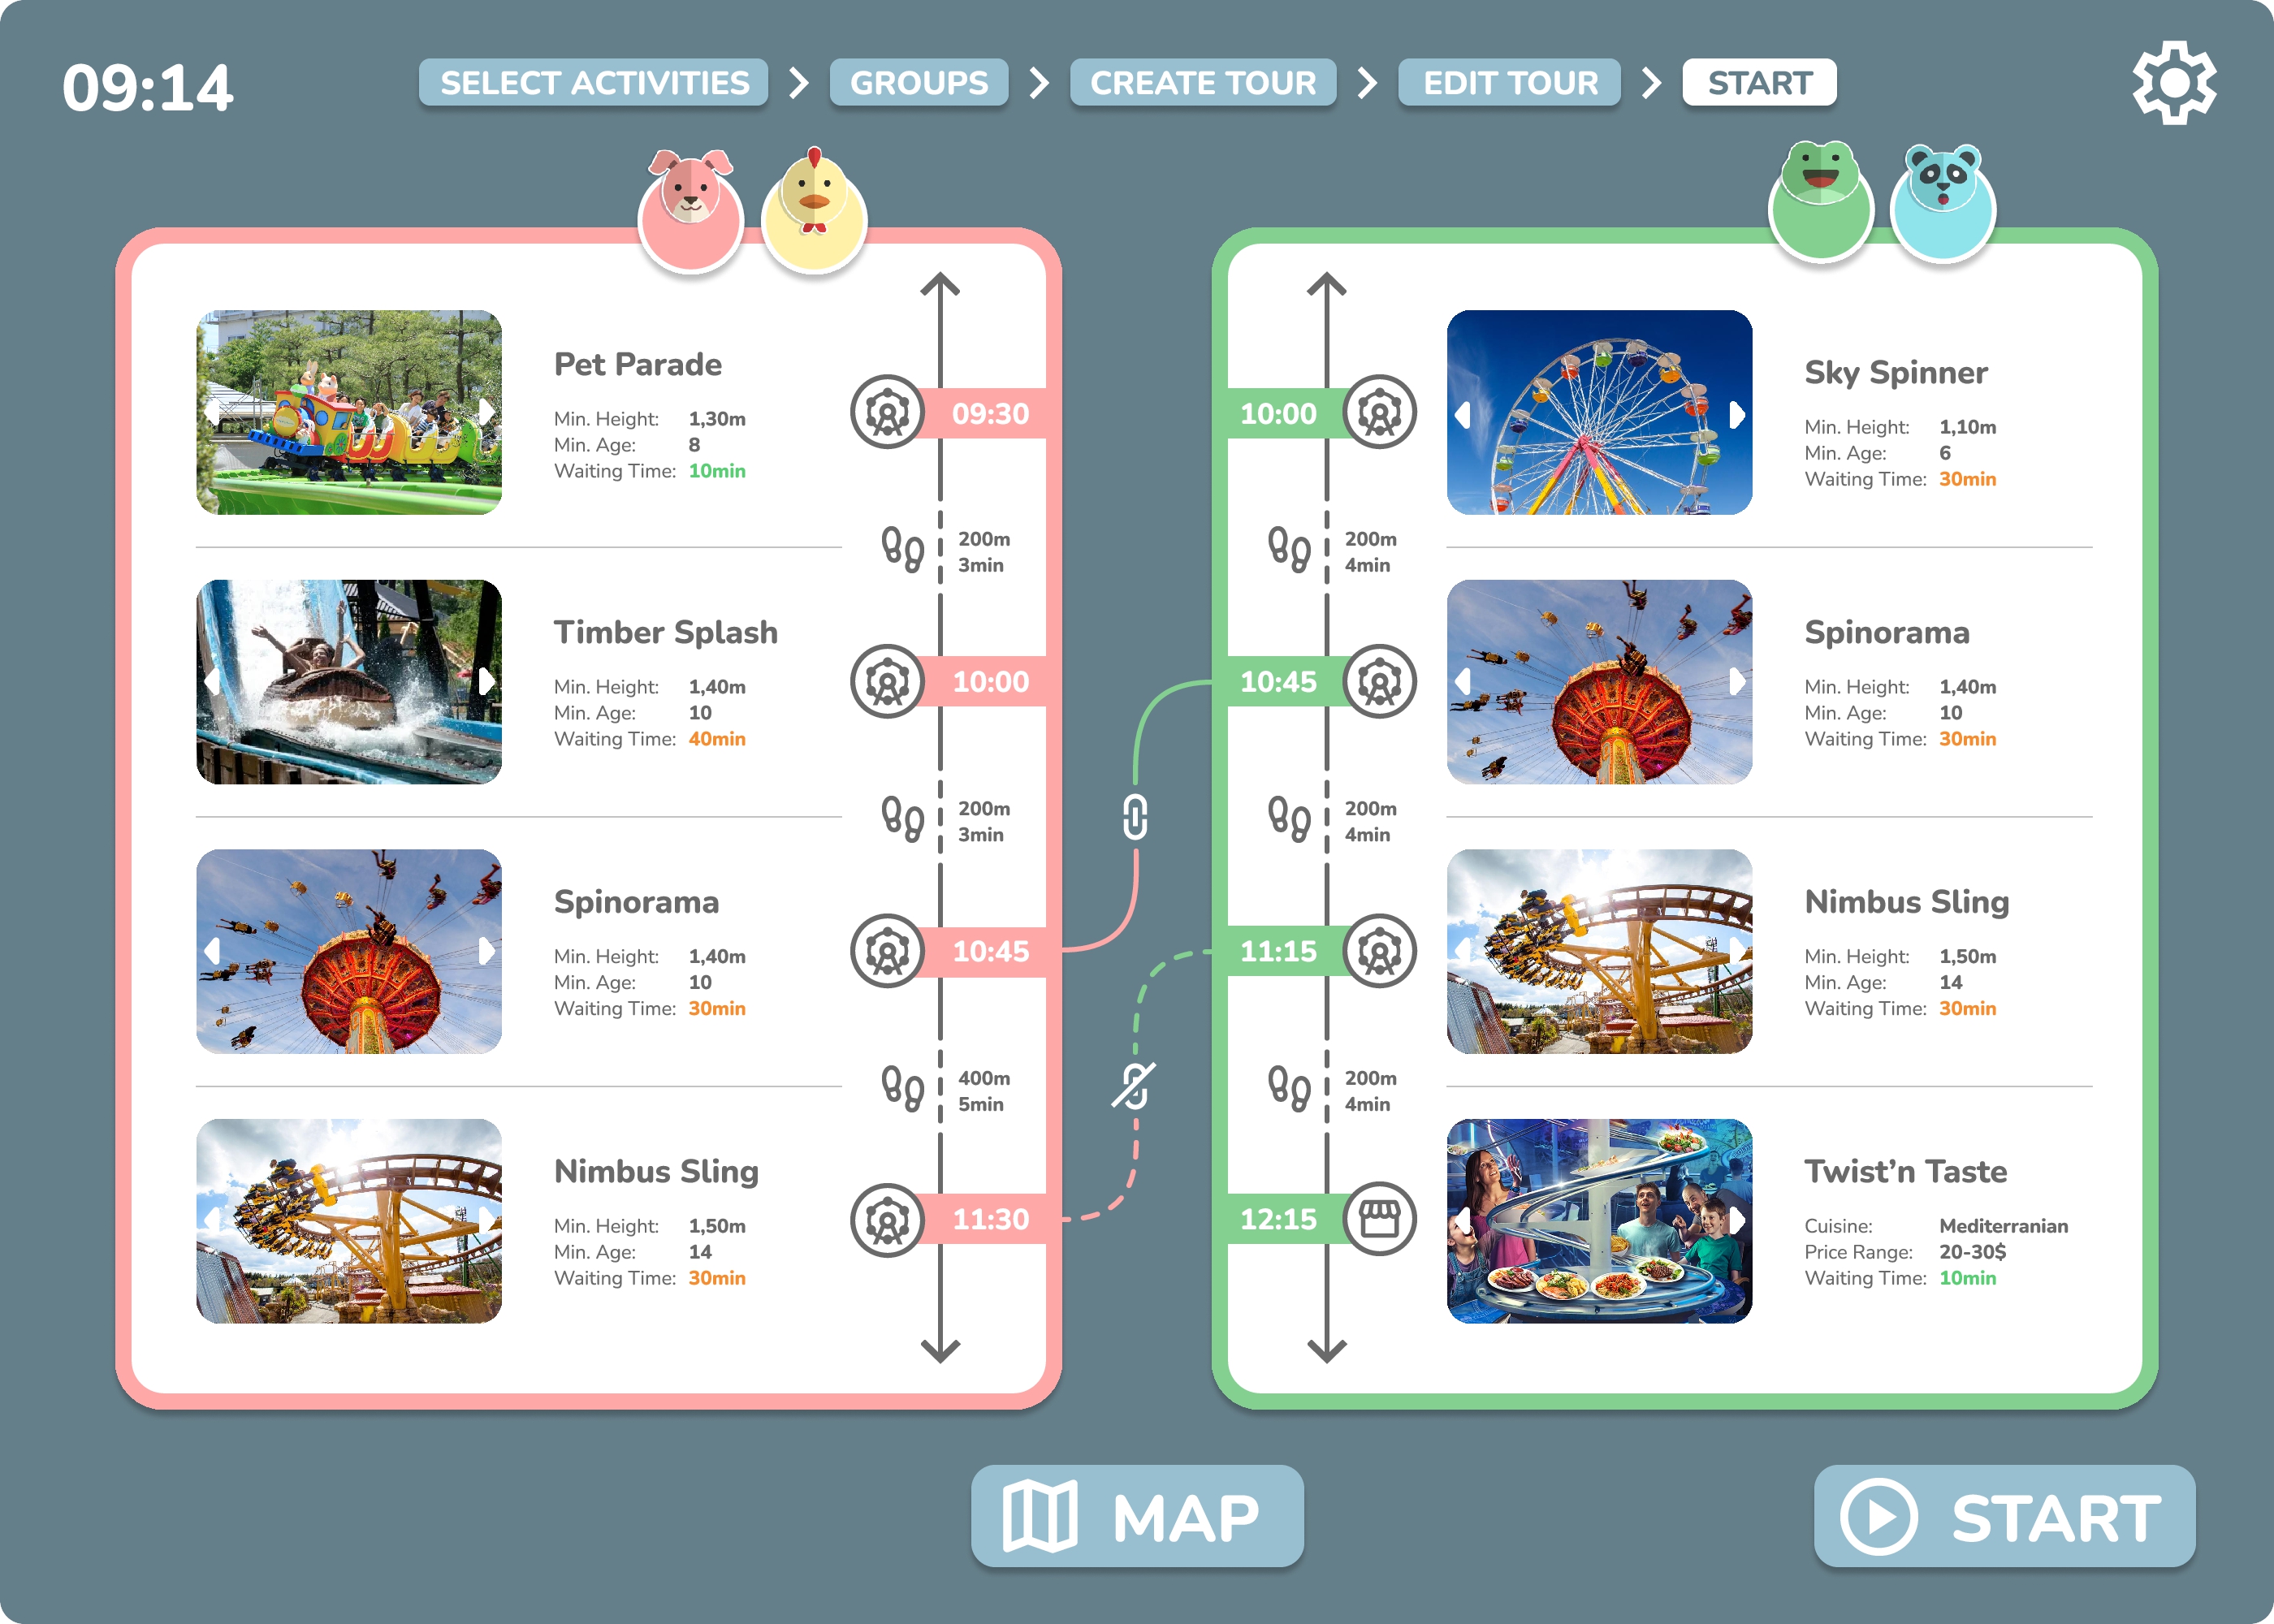 09:14
SELECT ACTIVITIES
GROUPS
CREATE TOUR
EDIT TOUR
START
Pet Parade
Min. Height: 1,30m
Min. Age: 8
Waiting Time: 10min
09:30
200m
3min
Timber Splash
Min. Height: 1,40m
Min. Age: 10
Waiting Time: 40min
10:00
200m
3min
Spinorama
Min. Height: 1,40m
Min. Age: 10
Waiting Time: 30min
10:45
400m
5min
Nimbus Sling
Min. Height: 1,50m
Min. Age: 14
Waiting Time: 30min
11:30
10:00
Sky Spinner
Min. Height: 1,10m
Min. Age: 6
Waiting Time: 30min
200m
4min
10:45
Spinorama
Min. Height: 1,40m
Min. Age: 10
Waiting Time: 30min
200m
4min
11:15
Nimbus Sling
Min. Height: 1,50m
Min. Age: 14
Waiting Time: 30min
200m
4min
12:15
Twist’n Taste
Cuisine: Mediterranian
Price Range: 20-30$
Waiting Time: 10min
MAP
START